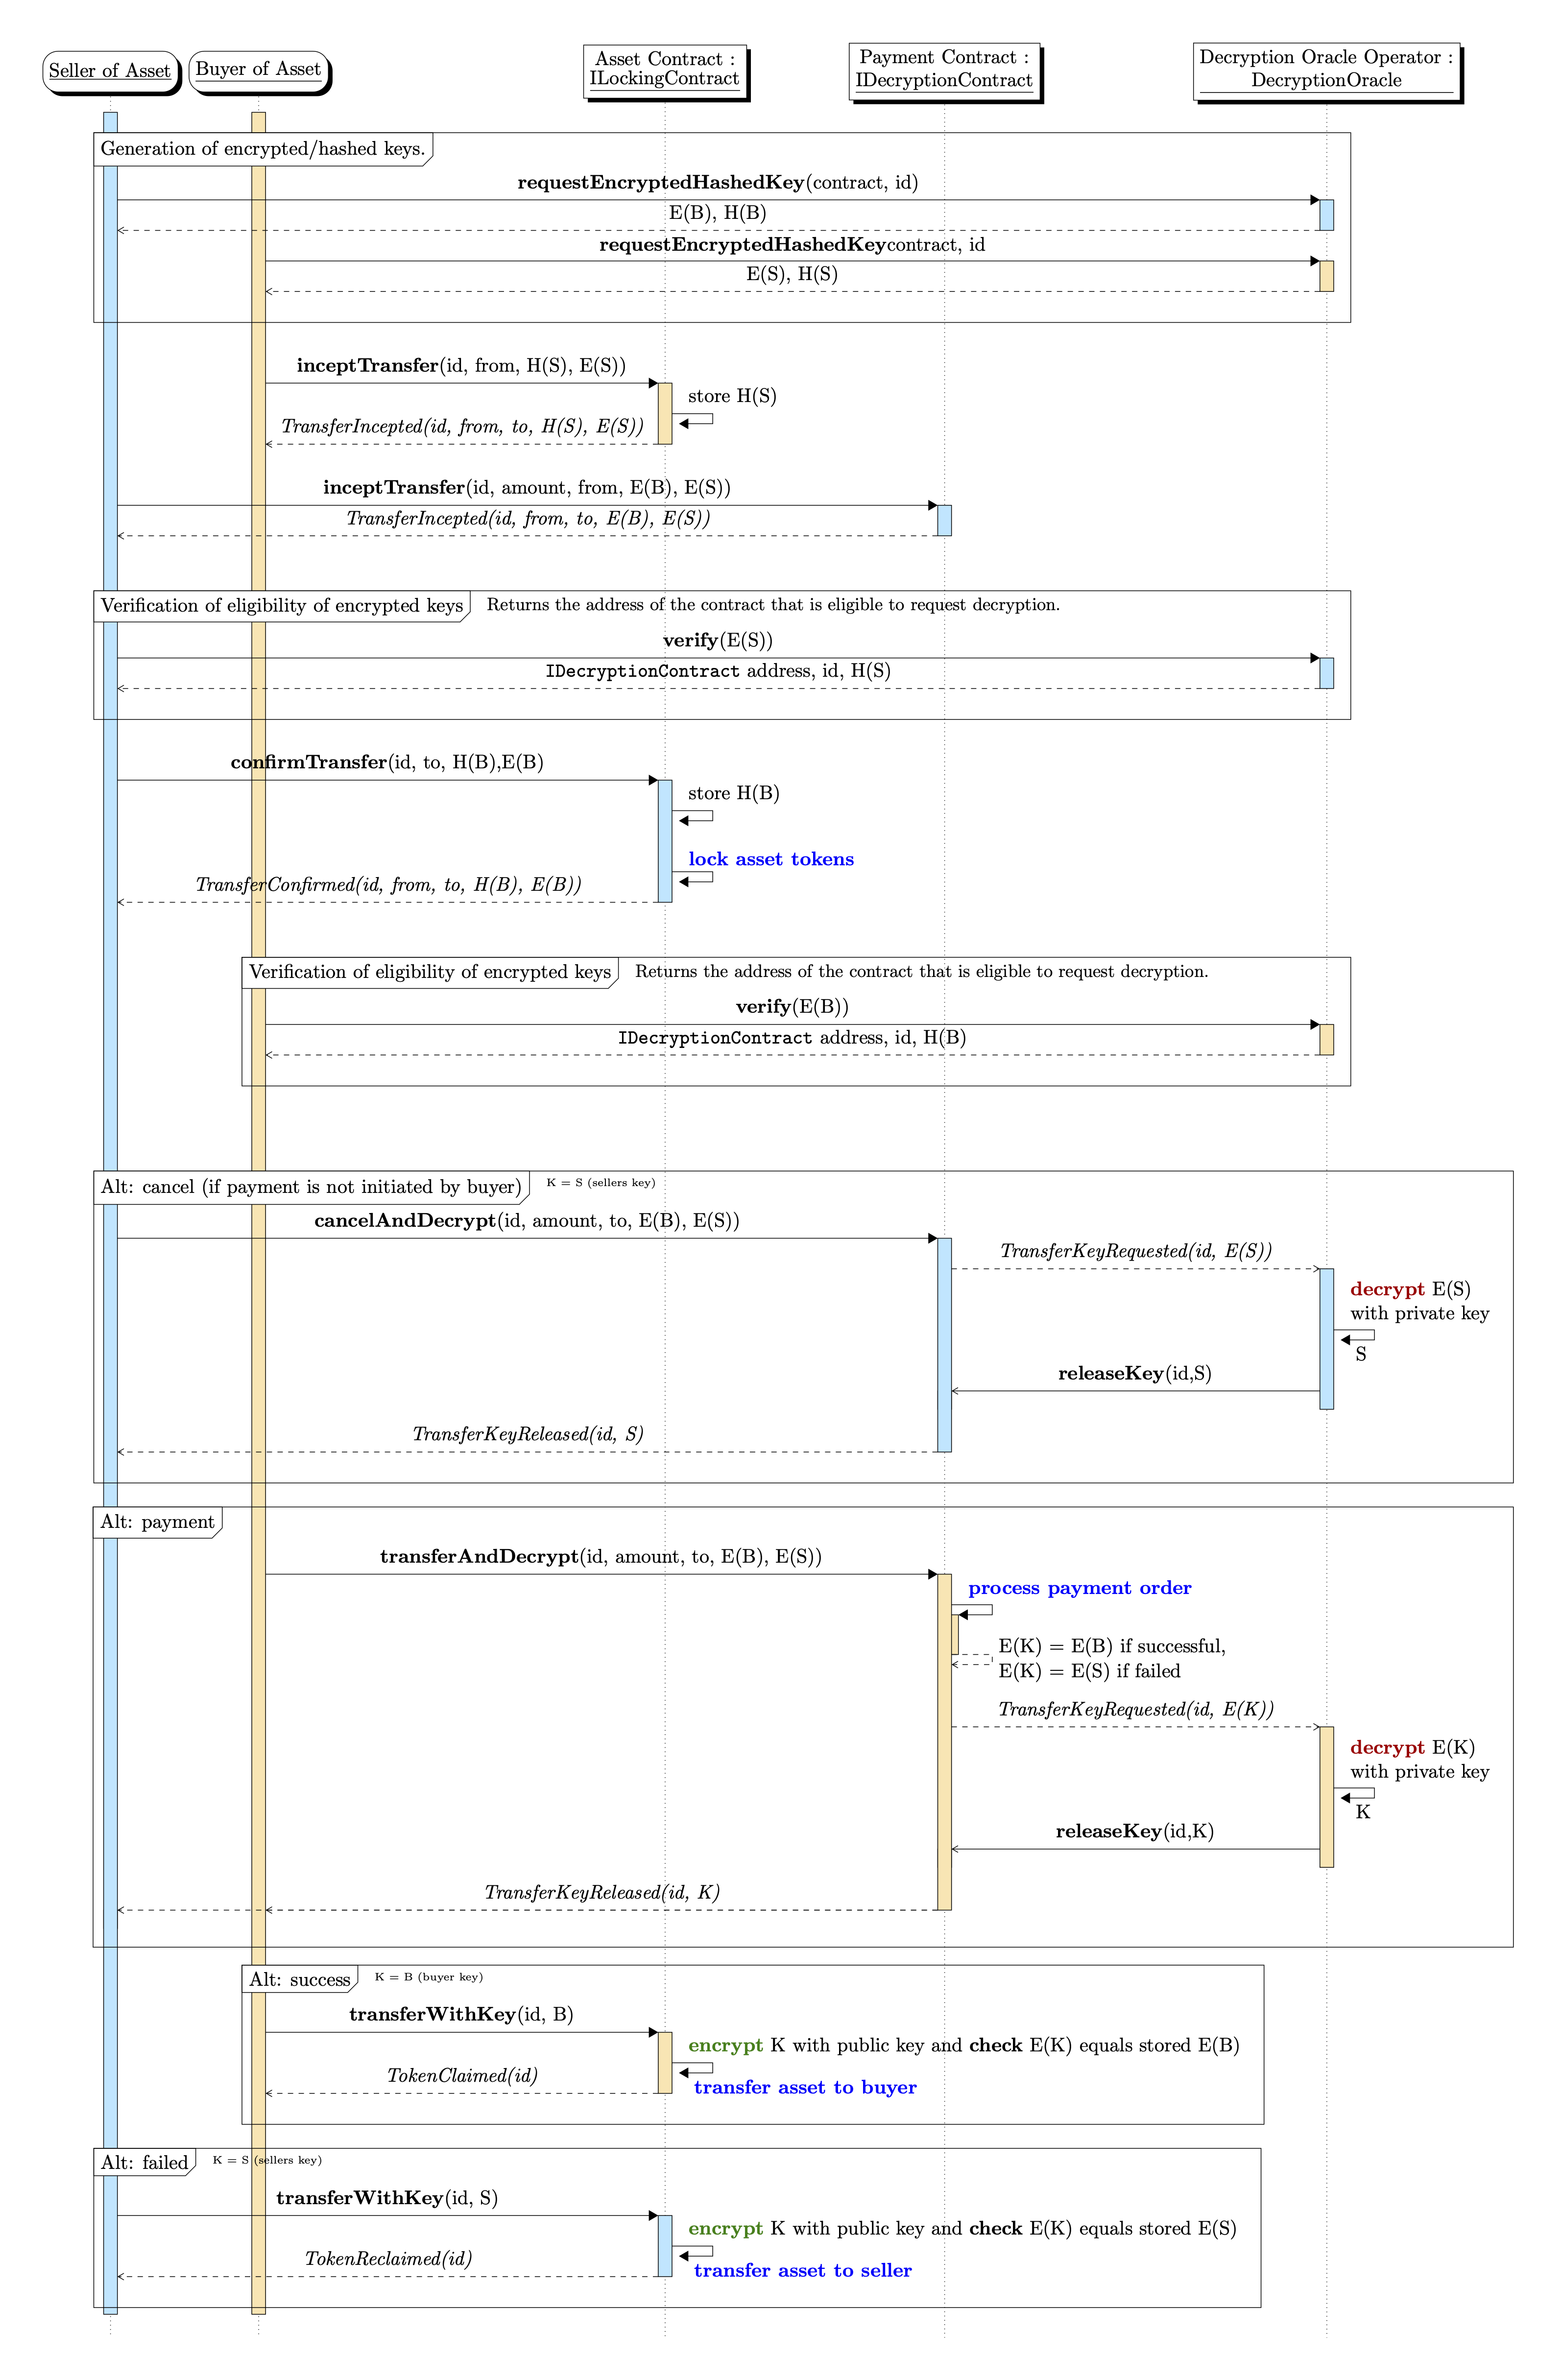 Seller of Asset
Buyer of Asset
Asset Contract :
ILockingContract
Payment Contract :
IDecryptionContract
Decryption Oracle Operator :
DecryptionOracle
Generation of encrypted/hashed keys.
requestEncryptedHashedKey(contract, id)
E(B), H(B)
requestEncryptedHashedKeycontract, id
E(S), H(S)
inceptTransfer(id, from, H(S), E(S))
store H(S)
TransferIncepted(id, from, to, H(S), E(S))
inceptTransfer(id, amount, from, E(B), E(S))
TransferIncepted(id, from, to, E(B), E(S))
Verification of eligibility of encrypted keys
Returns the address of the contract that is eligible to request decryption.
verify(E(S))
IDecryptionContract address, id, H(S)
confirmTransfer(id, to, H(B),E(B)
store H(B)
lock asset tokens
TransferConfirmed(id, from, to, H(B), E(B))
Verification of eligibility of encrypted keys
Returns the address of the contract that is eligible to request decryption.
verify(E(B))
IDecryptionContract address, id, H(B)
Alt: cancel (if payment is not initiated by buyer)
K = S (sellers key)
cancelAndDecrypt(id, amount, to, E(B), E(S))
TransferKeyRequested(id, E(S))
decrypt E(S)
with private key
S
releaseKey(id,S)
TransferKeyReleased(id, S)
Alt: payment
transferAndDecrypt(id, amount, to, E(B), E(S))
process payment order
E(K) = E(B) if successful,
E(K) = E(S) if failed
TransferKeyRequested(id, E(K))
decrypt E(K)
with private key
K
releaseKey(id,K)
TransferKeyReleased(id, K)
Alt: success
K = B (buyer key)
transferWithKey(id, B)
encrypt K with public key and check E(K) equals stored E(B)
TokenClaimed(id)
transfer asset to buyer
Alt: failed
K = S (sellers key)
transferWithKey(id, S)
encrypt K with public key and check E(K) equals stored E(S)
TokenReclaimed(id)
transfer asset to seller